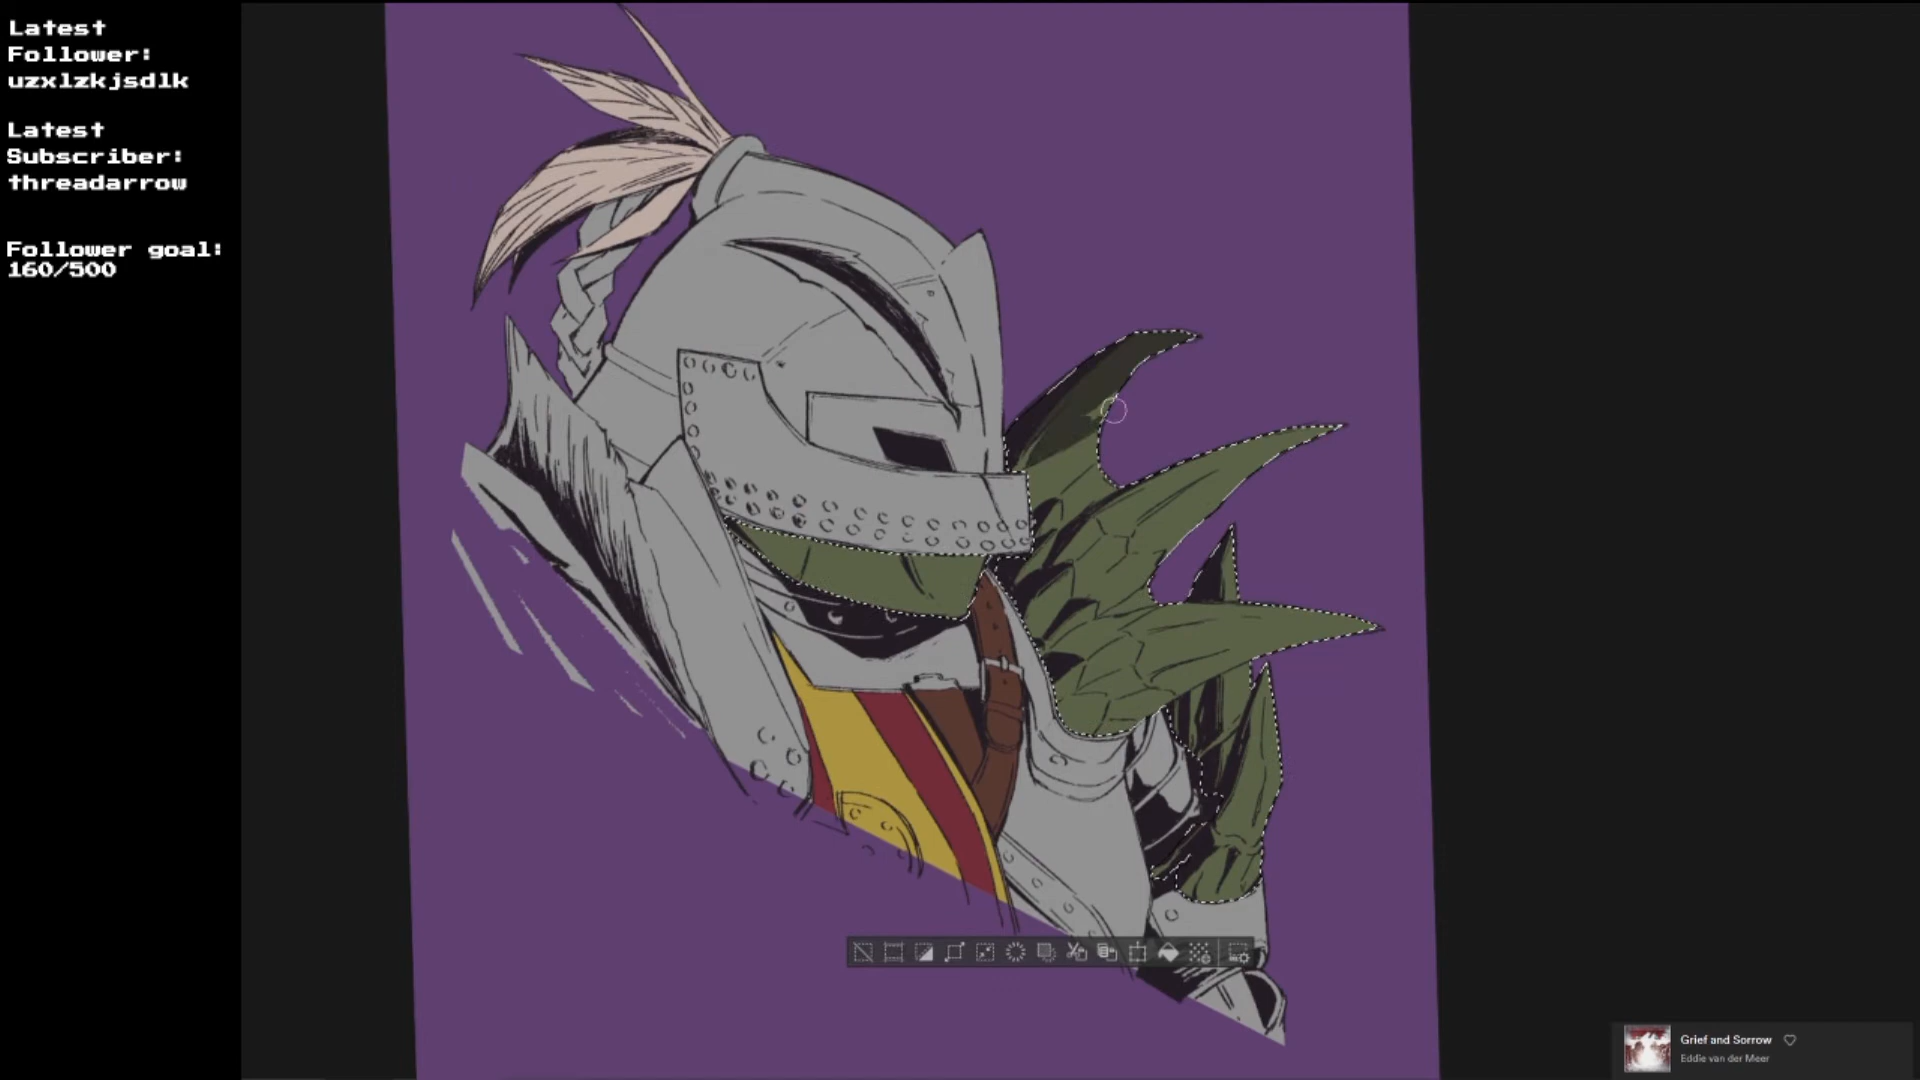 Latest
Follower:
uzxlzkjsdlk
Latest
Subscriber:
threadarrow
Follower goal:
160/500
Grief and Sorrow
Eddie van der Meer